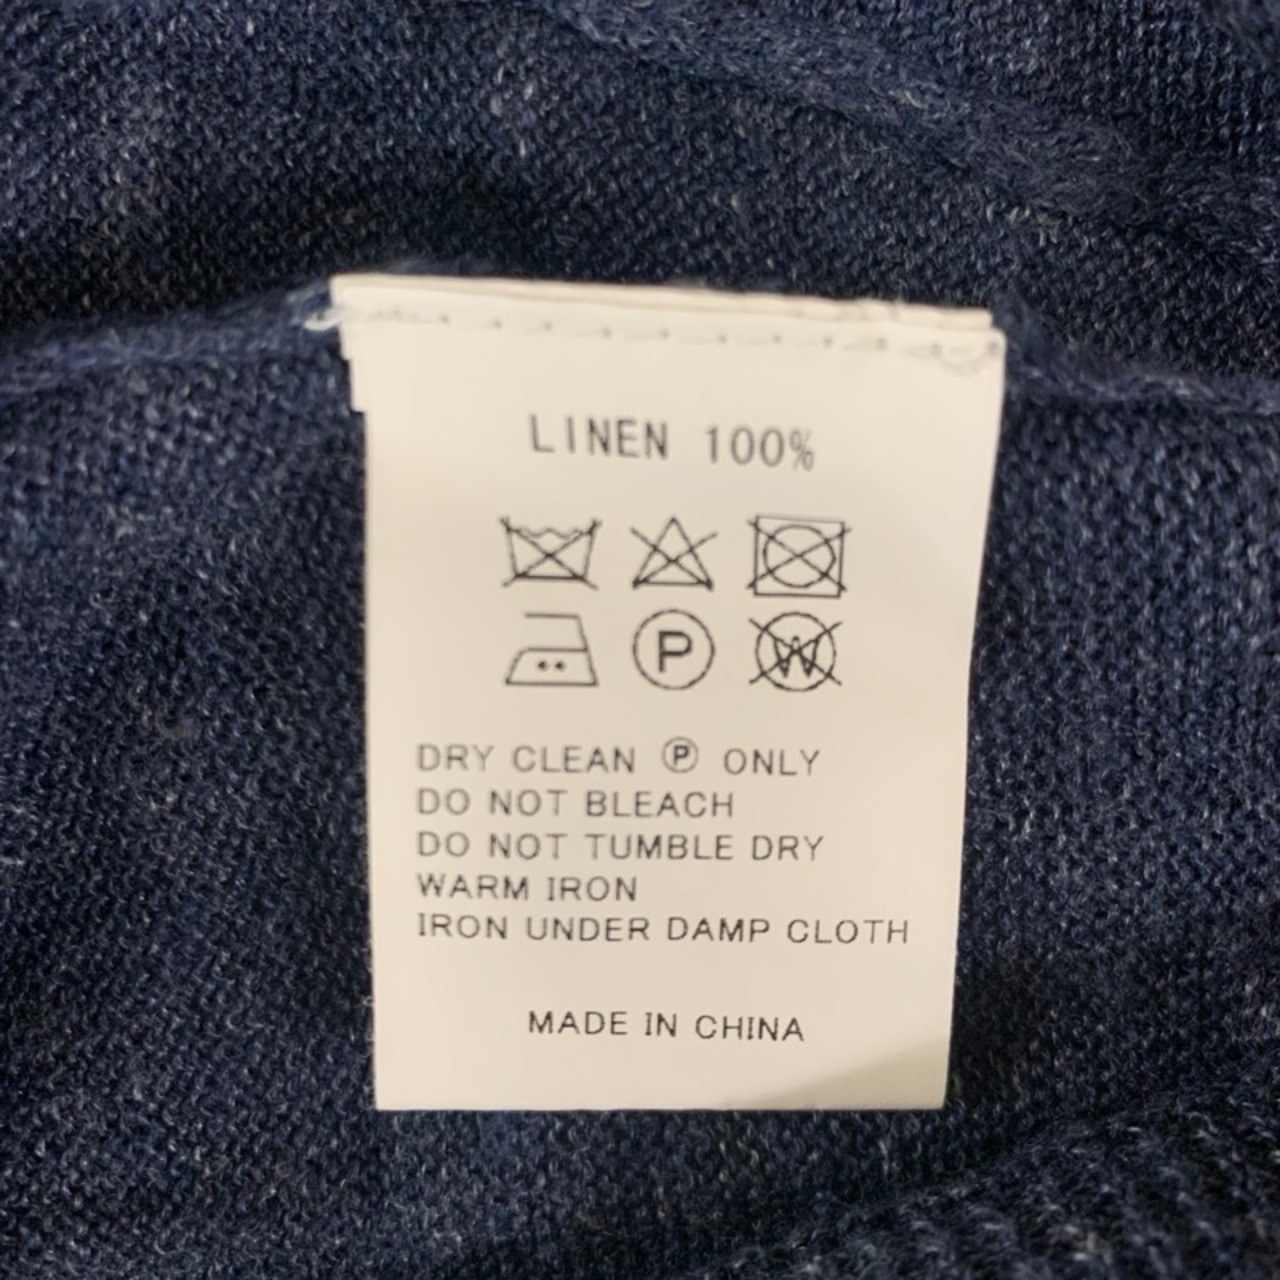 LINEN 100%
P W
DRY CLEAN Ⓟ ONLY
DO NOT BLEACH
DO NOT TUMBLE DRY
WARM IRON
IRON UNDER DAMP CLOTH
MADE IN CHINA